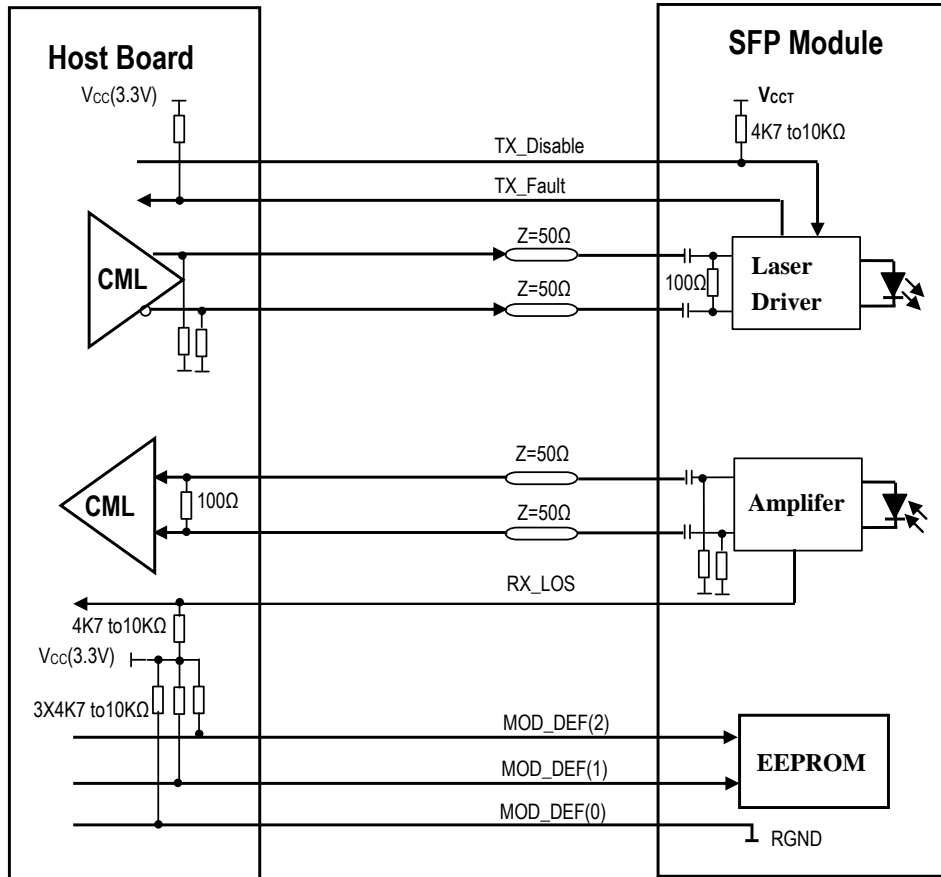 Host Board
SFP Module
VCC(3.3V)
VCCT
4K7 to10KΩ
TX_Disable
TX_Fault
CML
Z=50Ω
Z=50Ω
100Ω
Laser
Driver
CML
100Ω
Z=50Ω
Z=50Ω
Amplifer
RX_LOS
4K7 to10KΩ
VCC(3.3V)
3X4K7 to10KΩ
MOD_DEF(2)
MOD_DEF(1)
MOD_DEF(0)
EEPROM
RGND